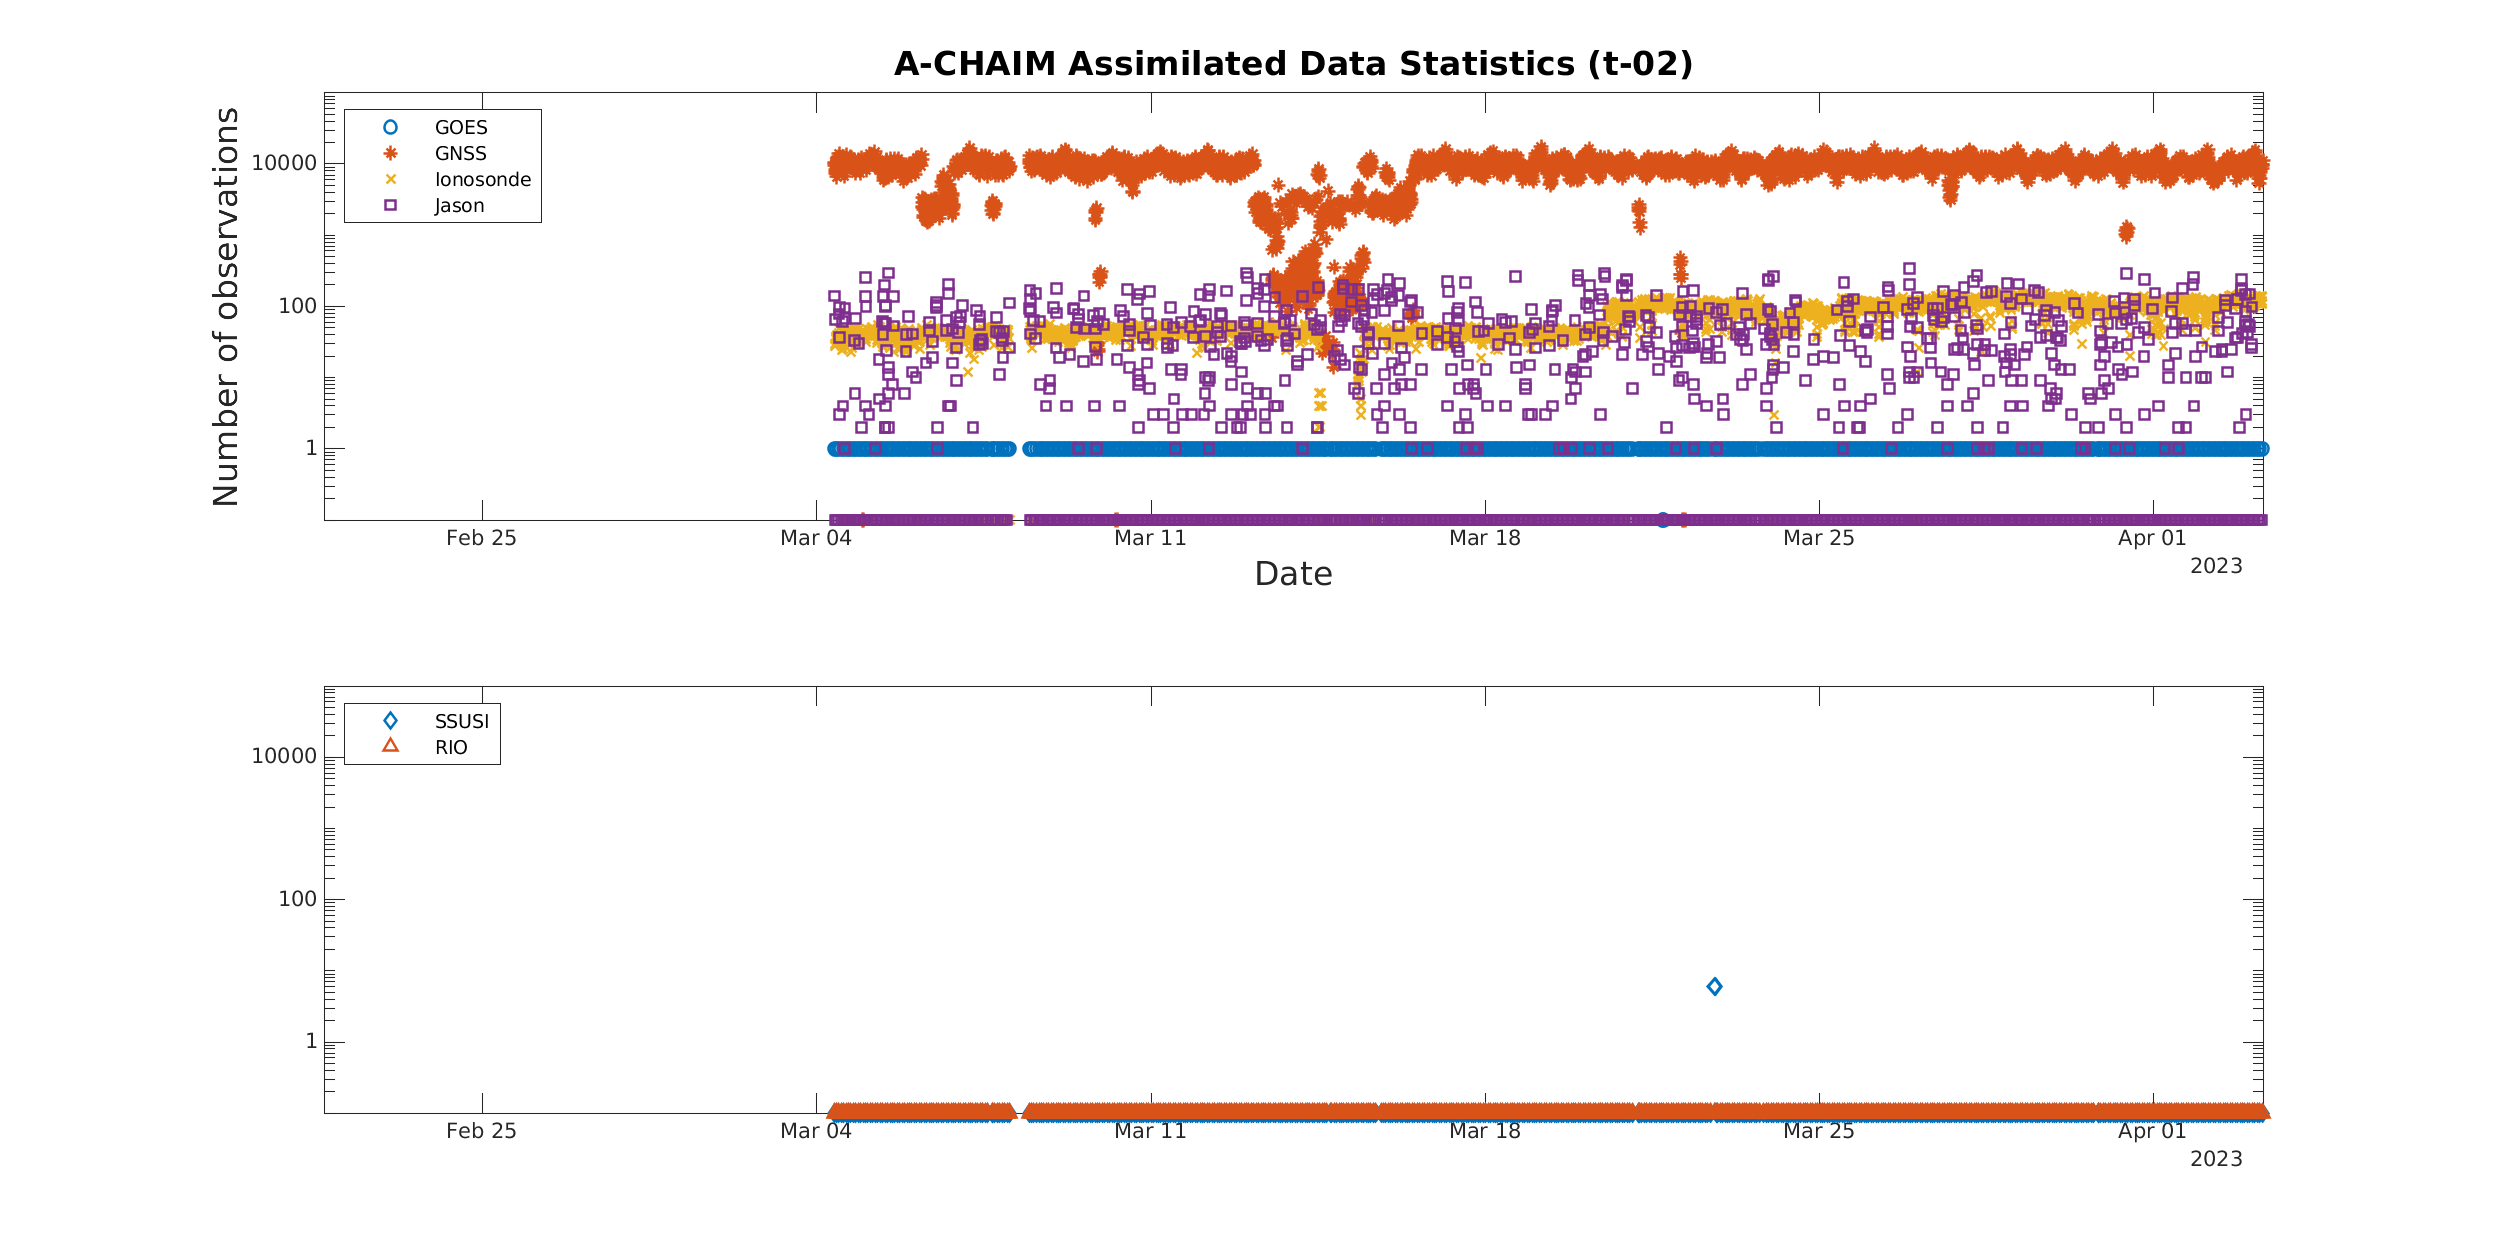 A-CHAIM Assimilated Data Statistics (t-02)
Number of observations
GOES
GNSS
Ionosonde
Jason
10000
100
1
Feb 25
Mar 04
Mar 11
Mar 18
Mar 25
Apr 01
2023
Date
SSUSI
RIO
10000
100
1
Feb 25
Mar 04
Mar 11
Mar 18
Mar 25
Apr 01
2023